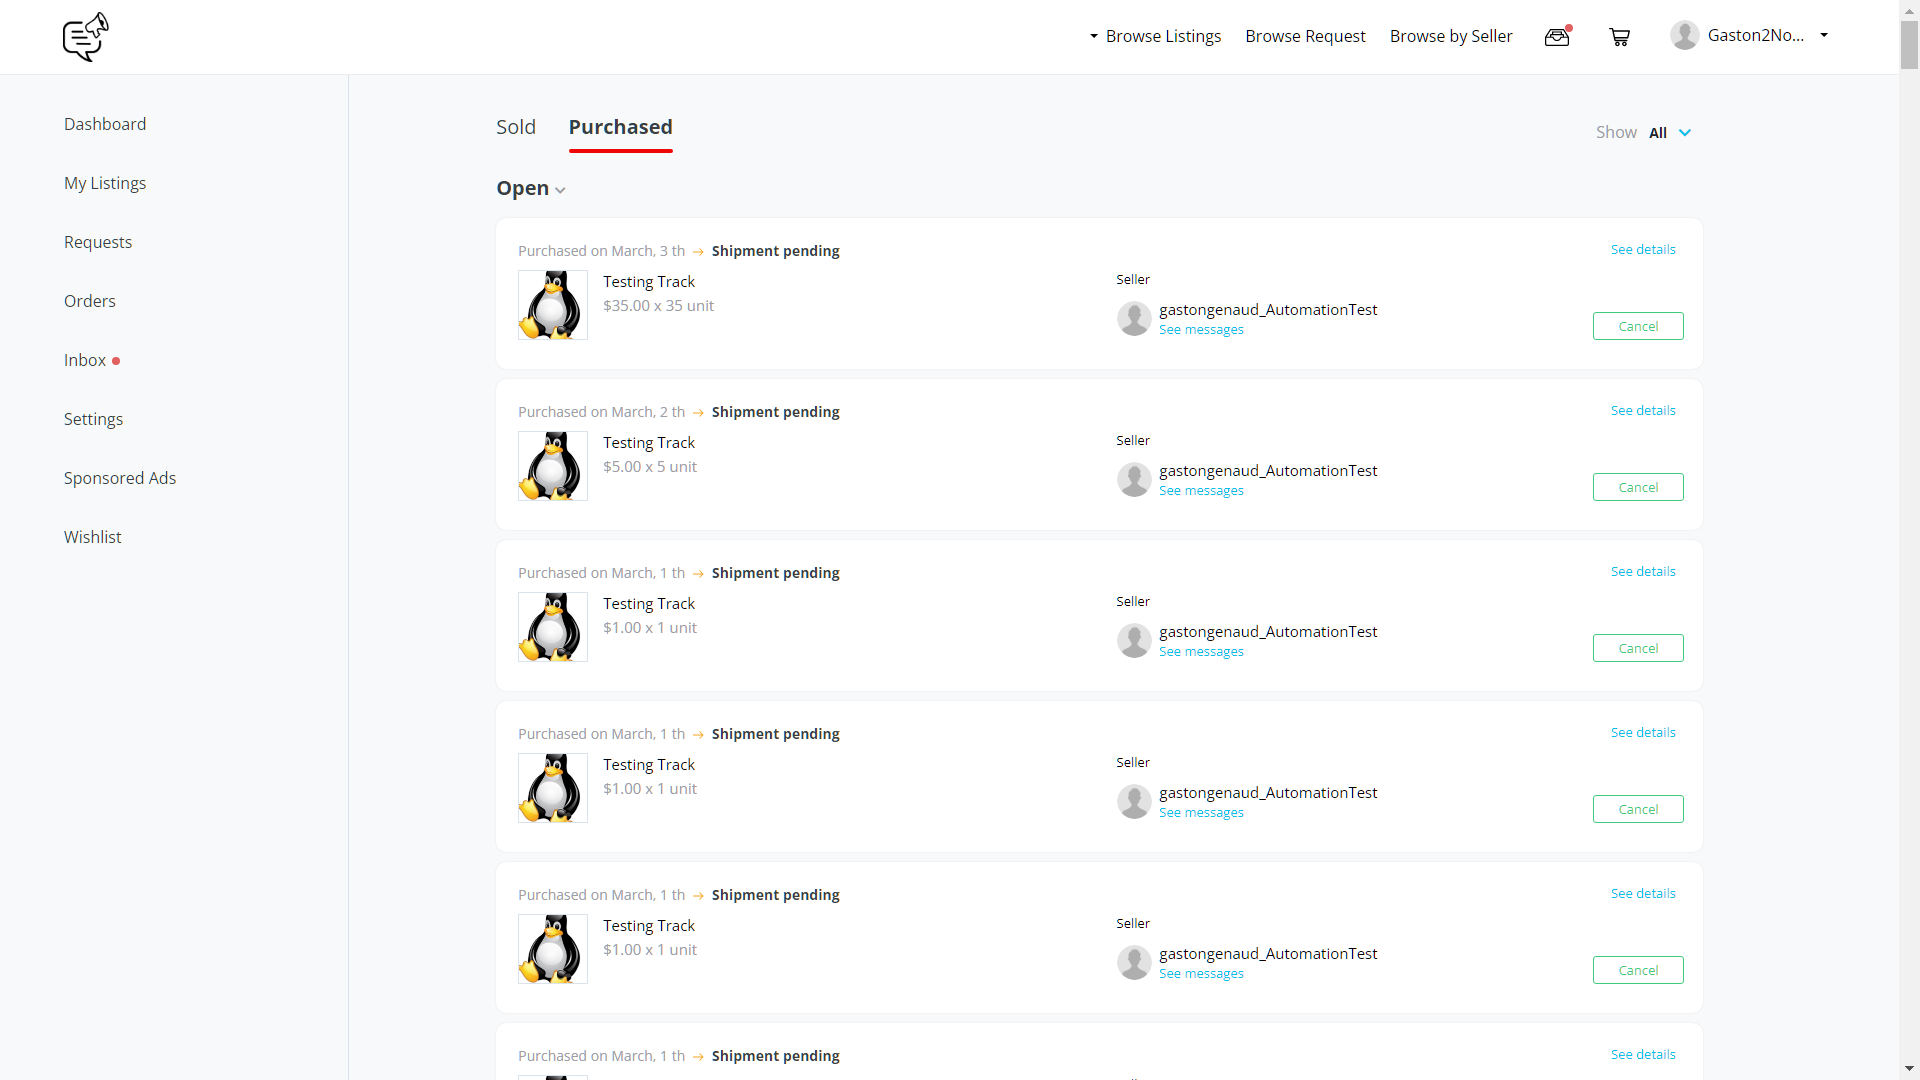 Browse Listings Browse Request Browse by Seller Gaston2No...
Dashboard
My Listings
Requests
Orders
Inbox
Settings
Sponsored Ads
Wishlist
Sold Purchased
Show All
Open
Purchased on March, 3 th → Shipment pending See details
Testing Track
$35.00 x 35 unit
Seller
gastongenaud_AutomationTest
See messages
Cancel
Purchased on March, 2 th → Shipment pending See details
Testing Track
$5.00 x 5 unit
Seller
gastongenaud_AutomationTest
See messages
Cancel
Purchased on March, 1 th → Shipment pending See details
Testing Track
$1.00 x 1 unit
Seller
gastongenaud_AutomationTest
See messages
Cancel
Purchased on March, 1 th → Shipment pending See details
Testing Track
$1.00 x 1 unit
Seller
gastongenaud_AutomationTest
See messages
Cancel
Purchased on March, 1 th → Shipment pending See details
Testing Track
$1.00 x 1 unit
Seller
gastongenaud_AutomationTest
See messages
Cancel
Purchased on March, 1 th → Shipment pending See details